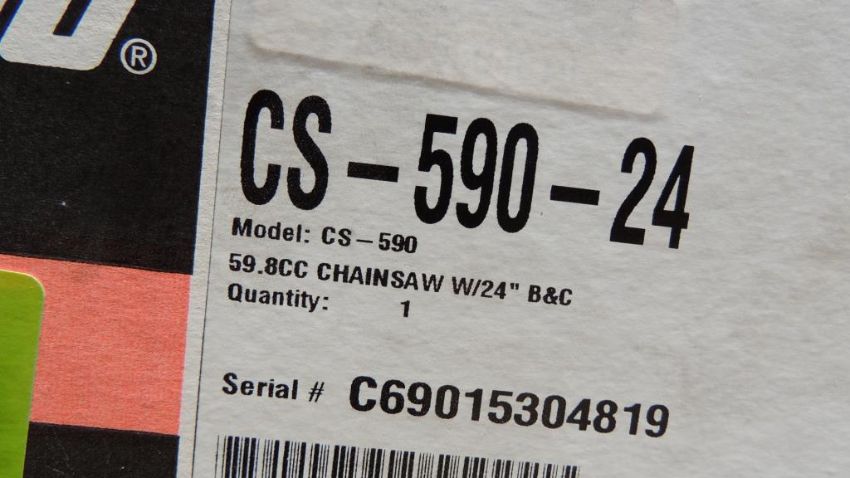 ®
CS-590-24
Model: CS-590
59.8CC CHAINSAW W/24" B&C
Quantity: 1
Serial # C69015304819